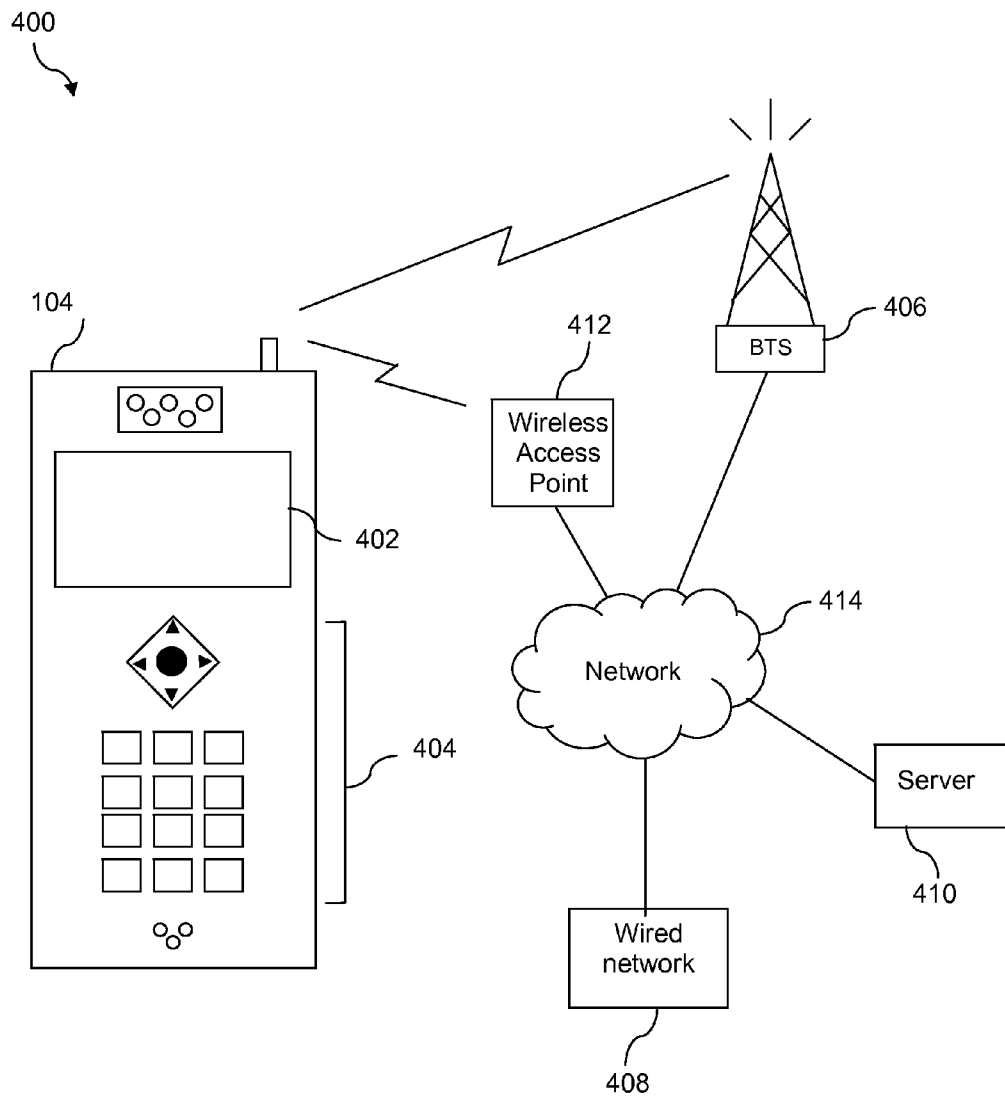 400
104
412
406
BTS
Wireless
Access
Point
402
414
Network
404
Server
410
Wired
network
408